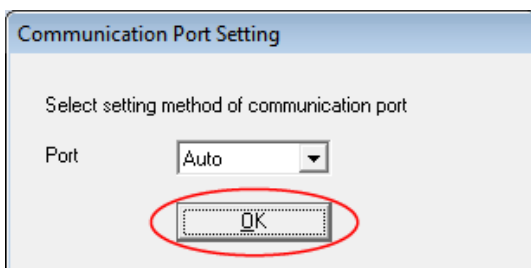 Communication Port Setting
Select setting method of communication port
Port Auto
OK